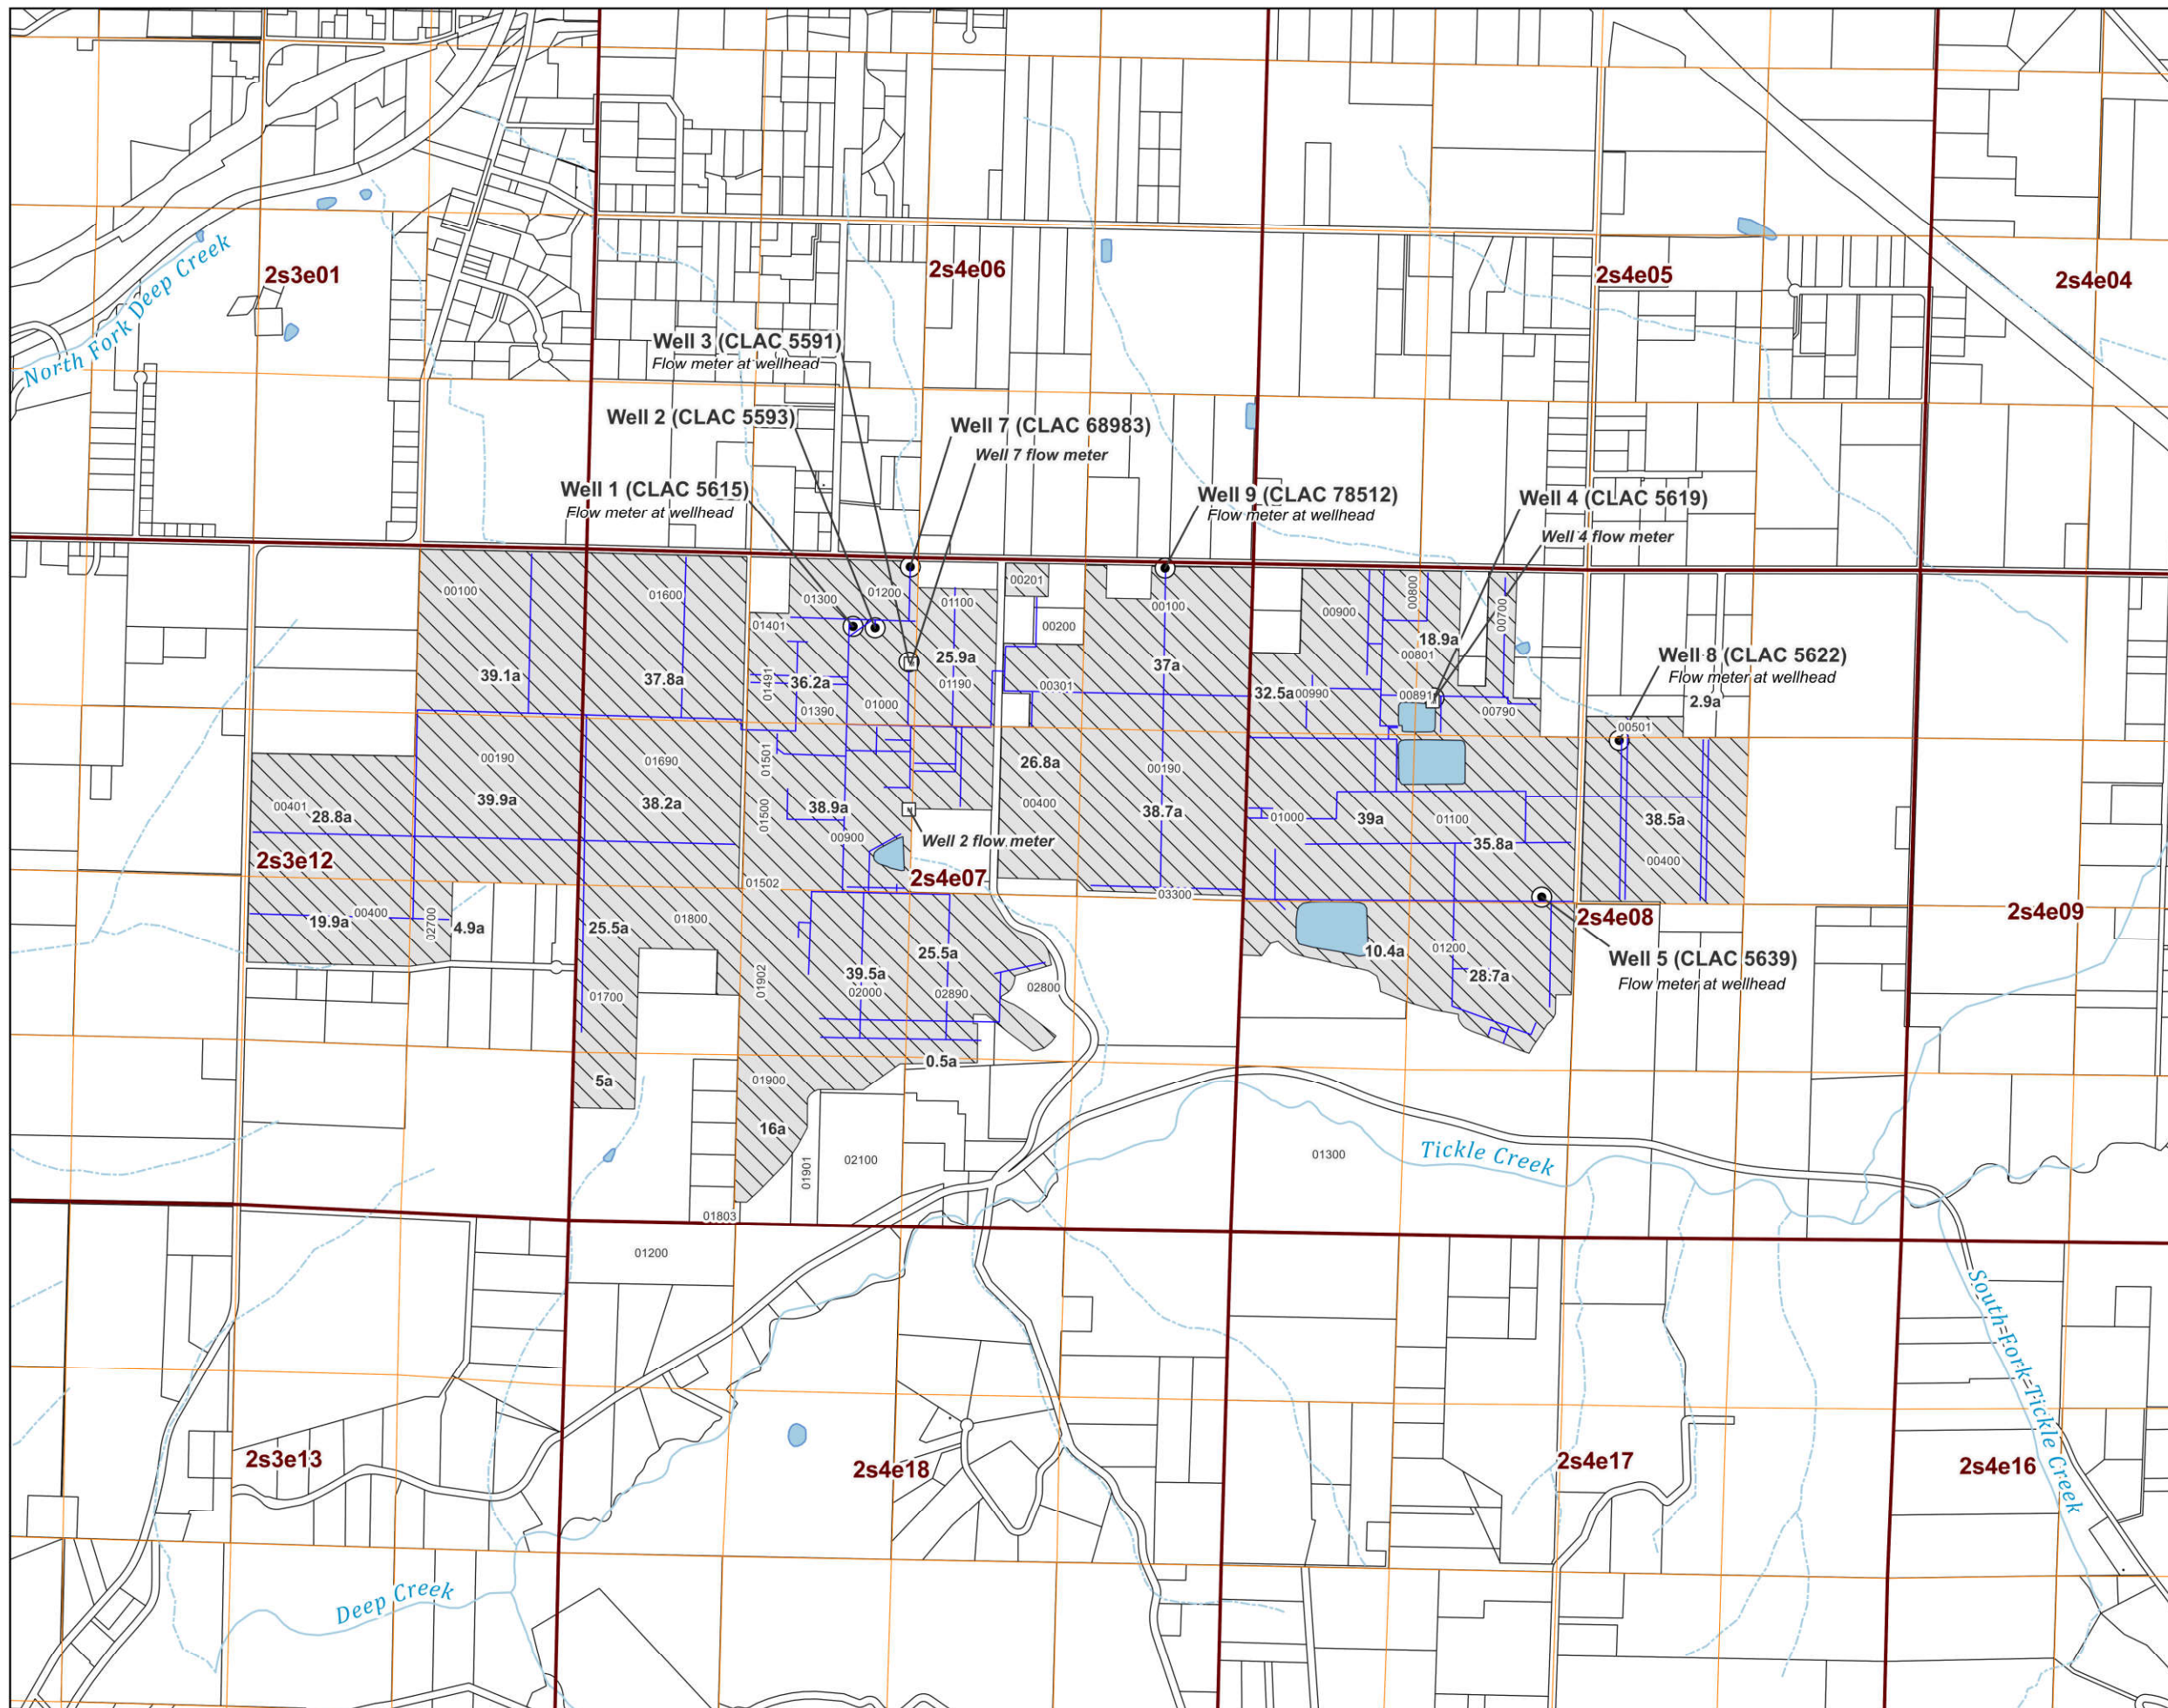 2s3e01
2s4e06
2s4e05
2s4e04
North Fork Deep Creek
Well 3 (CLAC 5591)
Flow meter at wellhead
Well 2 (CLAC 5593)
Well 7 (CLAC 68983)
Well 7 flow meter
Well 1 (CLAC 5615)
Flow meter at wellhead
Well 9 (CLAC 78512)
Flow meter at wellhead
Well 4 (CLAC 5619)
Well 4 flow meter
00100
01600
01300
01200
01100
00201
00100
00900
00800
00700
01401
00200
18.9a
00801
Well 8 (CLAC 5622)
Flow meter at wellhead
39.1a
37.8a
01491
36.2a
25.9a
01190
00301
37a
32.5a
00990
00891
2.9a
01390
01000
00790
00501
00190
01690
01501
26.8a
00190
39.9a
38.2a
01500
38.9a
00400
38.7a
00401
28.8a
01000
39a
01100
38.5a
00900
Well 2 flow meter
35.8a
2s3e12
00400
01502
2s4e07
03300
19.9a
00400
02700
4.9a
25.5a
01800
2s4e08
2s4e09
25.5a
10.4a
01200
Well 5 (CLAC 5639)
Flow meter at wellhead
39.5a
28.7a
01700
01902
02000
02890
02800
0.5a
5a
01900
16a
01901
02100
01300
Tickle Creek
01803
01200
South Fork Tickle Creek
2s3e13
2s4e18
2s4e17
2s4e16
Deep Creek